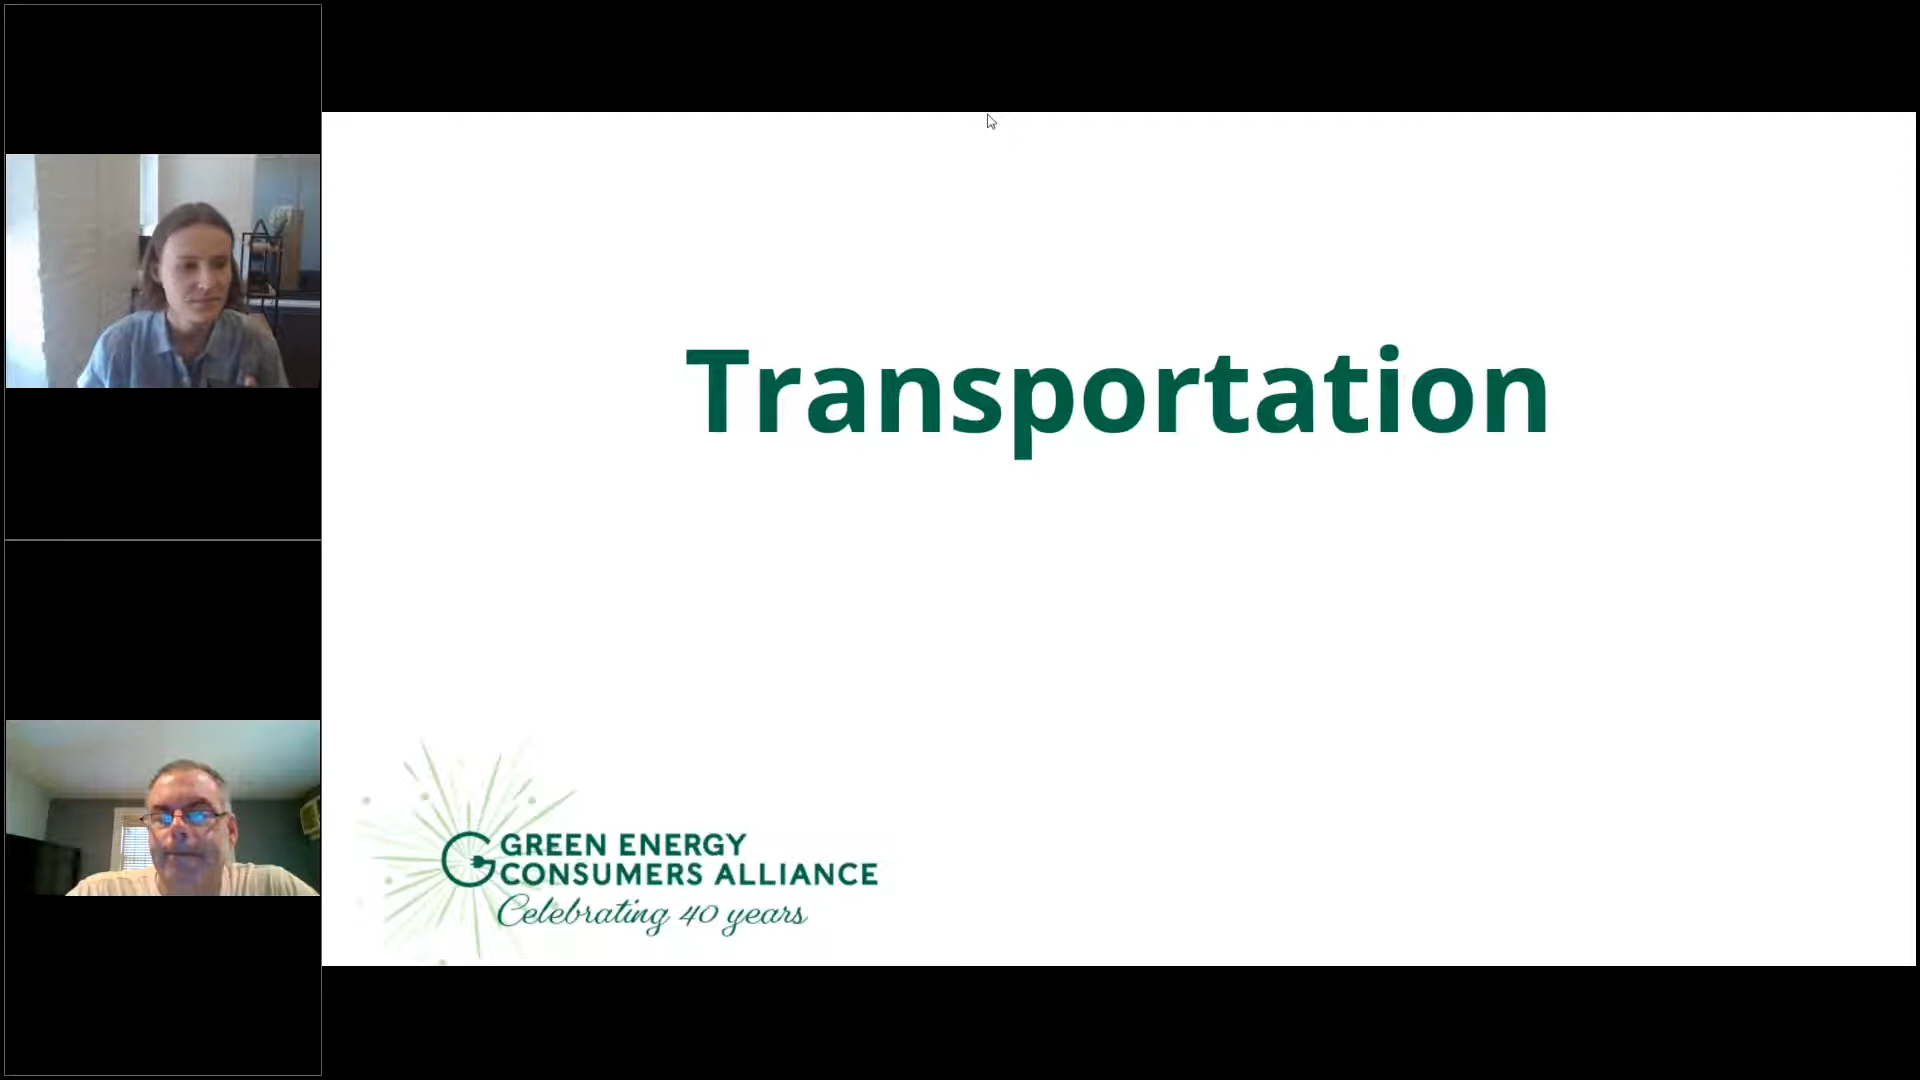 Transportation
GREEN ENERGY
CONSUMERS ALLIANCE
Celebrating 40 years